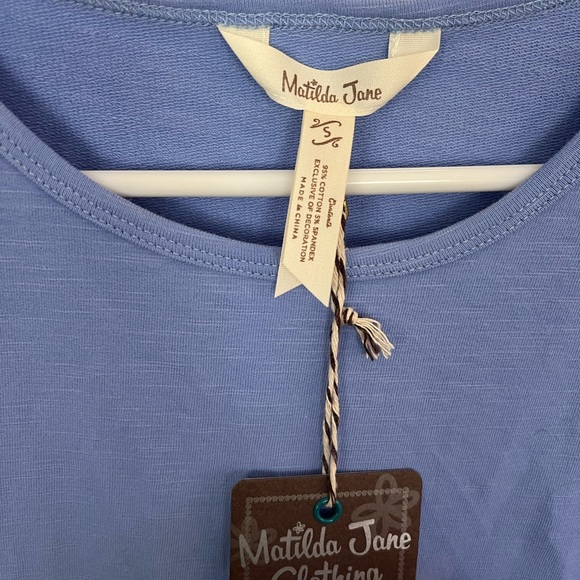 Matilda Jane
S
95% COTTON 5% SPANDEX
EXCLUSIVE OF DECORATION
MADE in CHINA
Matilda Jane
Clothing